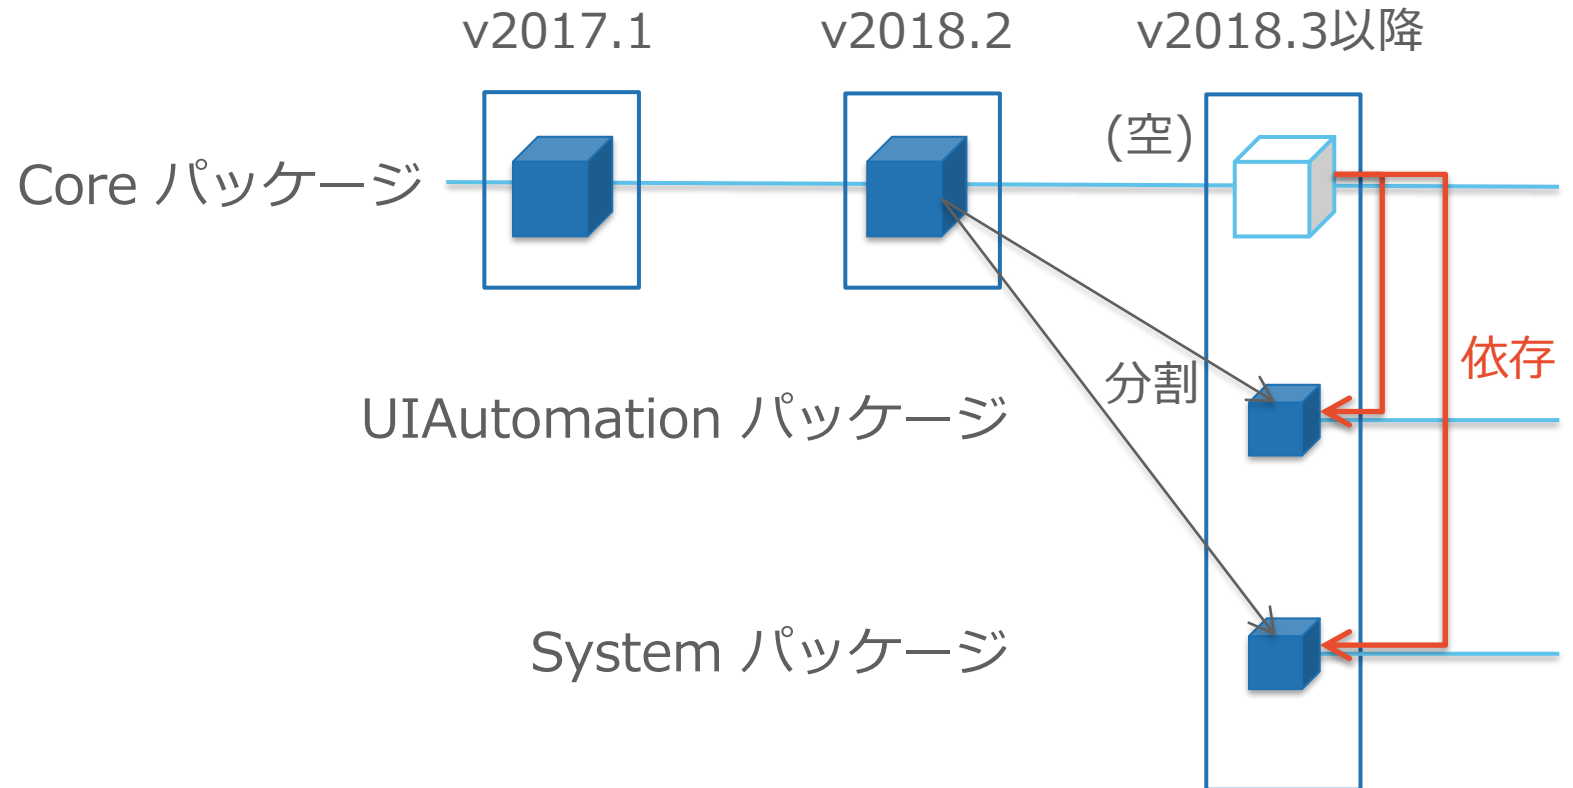 v2017.1
v2018.2
v2018.3以降
Core パッケージ
(空)
UIAutomation パッケージ
分割
依存
System パッケージ